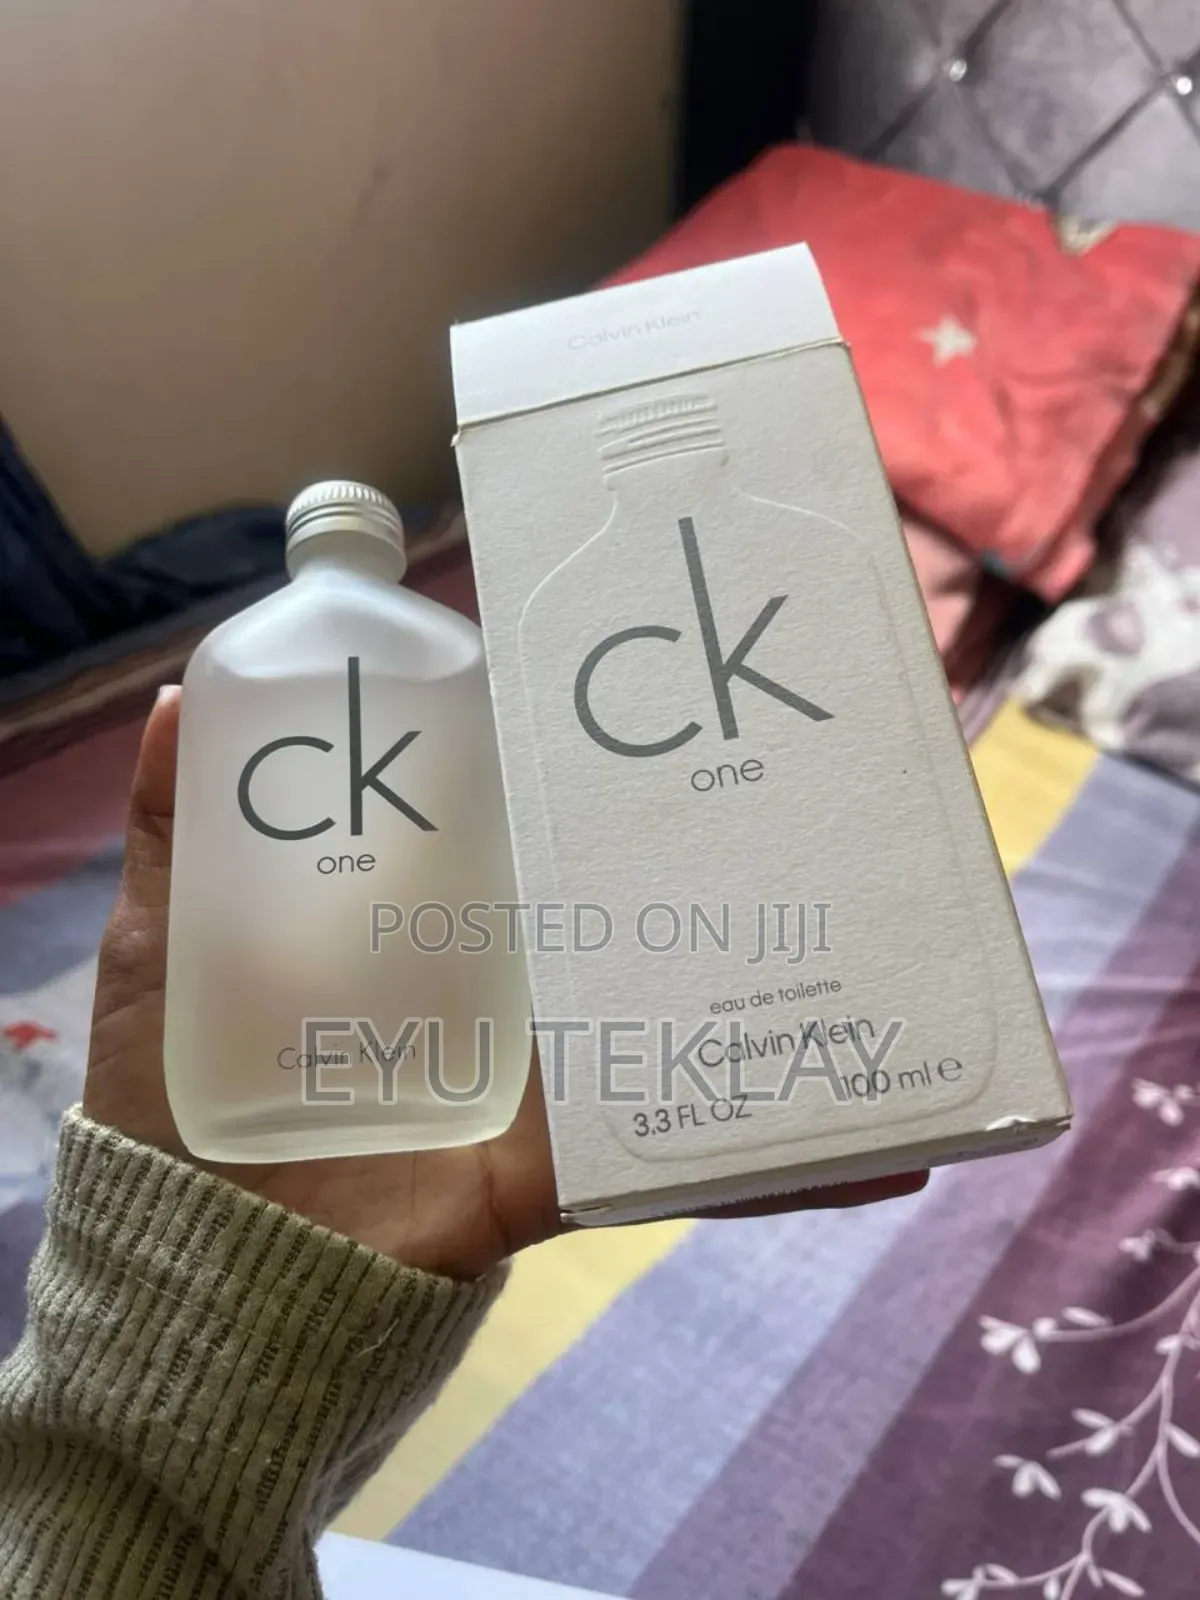 Calvin Klein
ck
one
eau de toilette
Calvin Klein
3.3 FL OZ 100 ml e
ck
one
Calvin Klein
POSTED ON JIJI
EYU TEKLAY